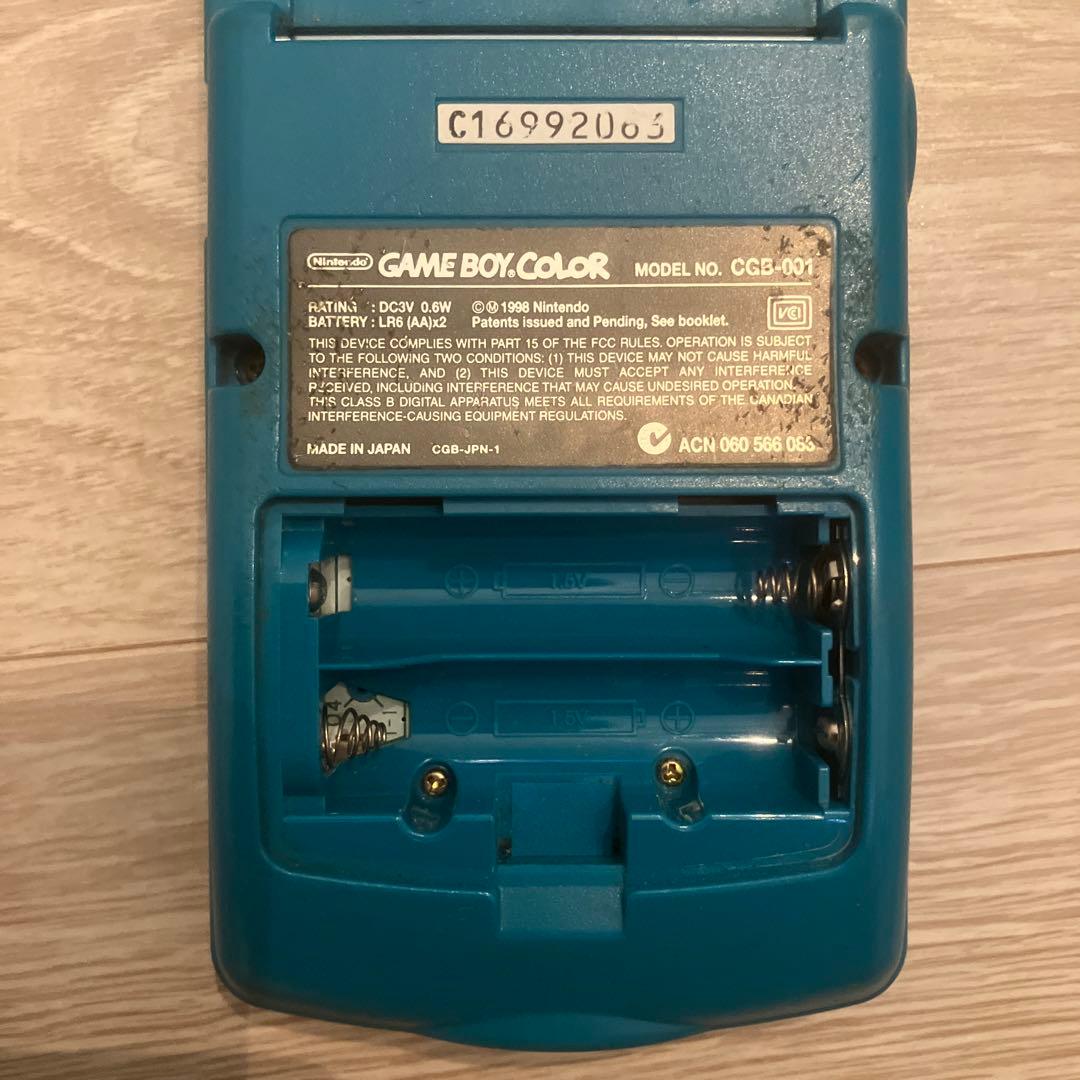 C16992063
Nintendo GAME BOY COLOR MODEL NO. CGB-001
RATING : DC3V 0.6W © Ⓜ 1998 Nintendo
BATTERY : LR6 (AA)x2 Patents issued and Pending, See booklet.
VCI
THIS DEVICE COMPLIES WITH PART 15 OF THE FCC RULES. OPERATION IS SUBJECT
TO THE FOLLOWING TWO CONDITIONS: (1) THIS DEVICE MAY NOT CAUSE HARMFUL
INTERFERENCE, AND (2) THIS DEVICE MUST ACCEPT ANY INTERFERENCE
RECEIVED, INCLUDING INTERFERENCE THAT MAY CAUSE UNDESIRED OPERATION.
THIS CLASS B DIGITAL APPARATUS MEETS ALL REQUIREMENTS OF THE CANADIAN
INTERFERENCE-CAUSING EQUIPMENT REGULATIONS.
MADE IN JAPAN CGB-JPN-1 ACN 060 566 083
+ 1.5V −
− 1.5V +